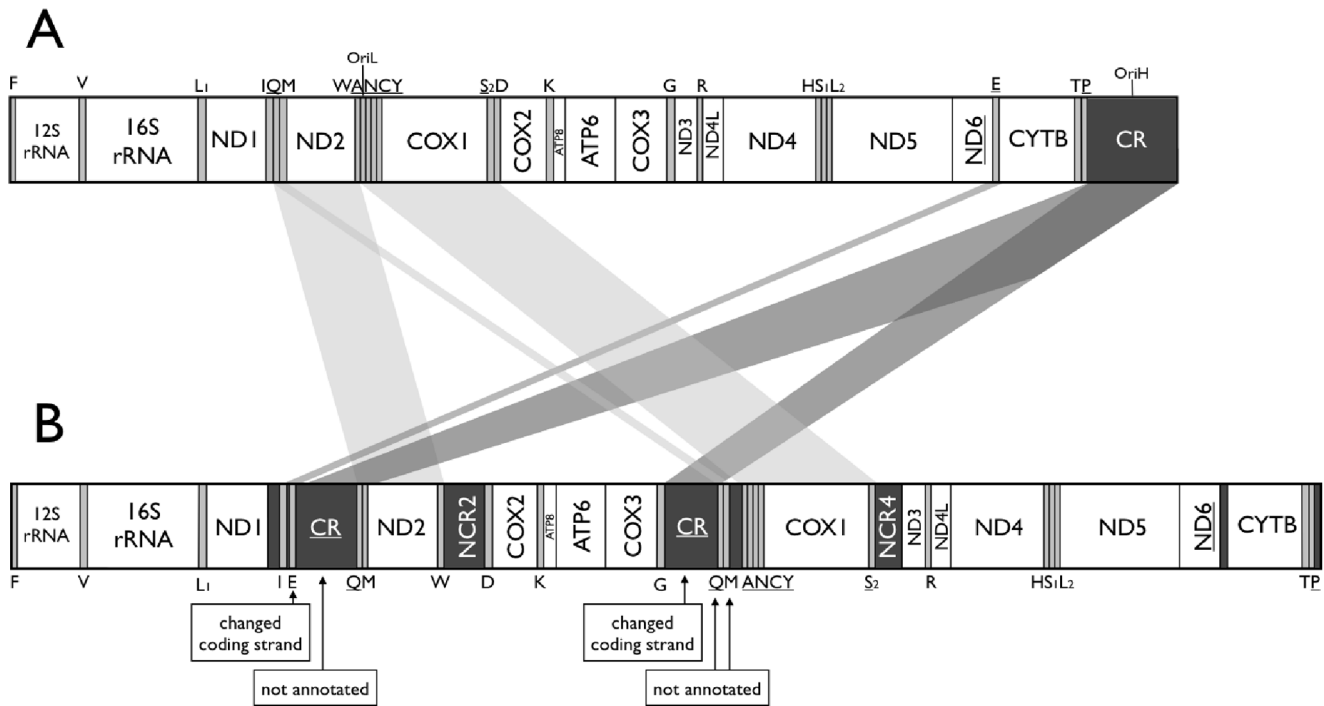 A
OriL
OriH
F V L1 IQM WANCY S2D K G R HS1L2 E TP
12S rRNA 16S rRNA ND1 ND2 COX1 COX2 ATP8 ATP6 COX3 ND3 ND4L ND4 ND5 ND6 CYTB CR
B
12S rRNA 16S rRNA ND1 CR ND2 NCR2 COX2 ATP8 ATP6 COX3 CR COX1 NCR4 ND3 ND4L ND4 ND5 ND6 CYTB
F V L1 I E QM W D K G QM ANCY S2 R HS1L2 TP
changed
coding strand
not annotated
changed
coding strand
not annotated